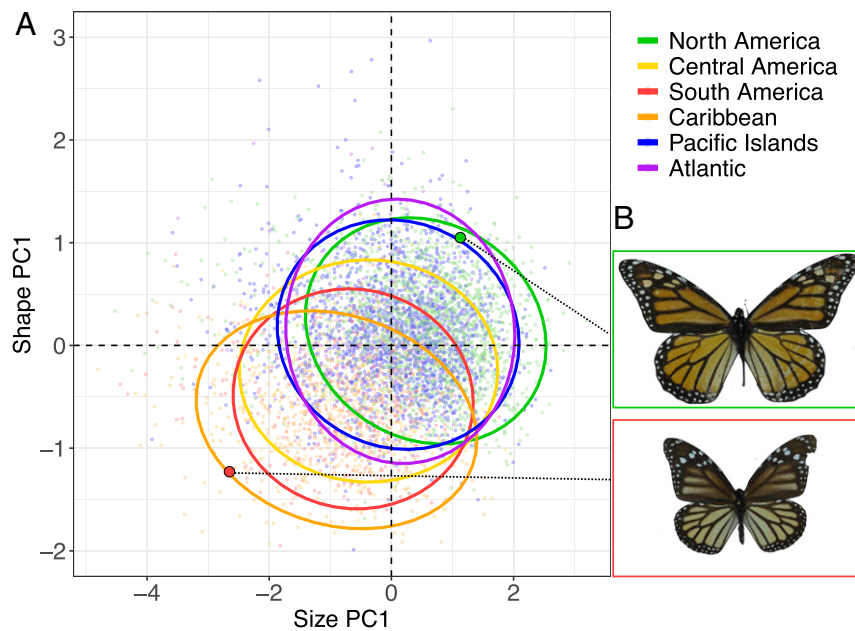 A
North America
Central America
South America
Caribbean
Pacific Islands
Atlantic
B
Shape PC1
3
2
1
0
−1
−2
−4
−2
0
2
Size PC1